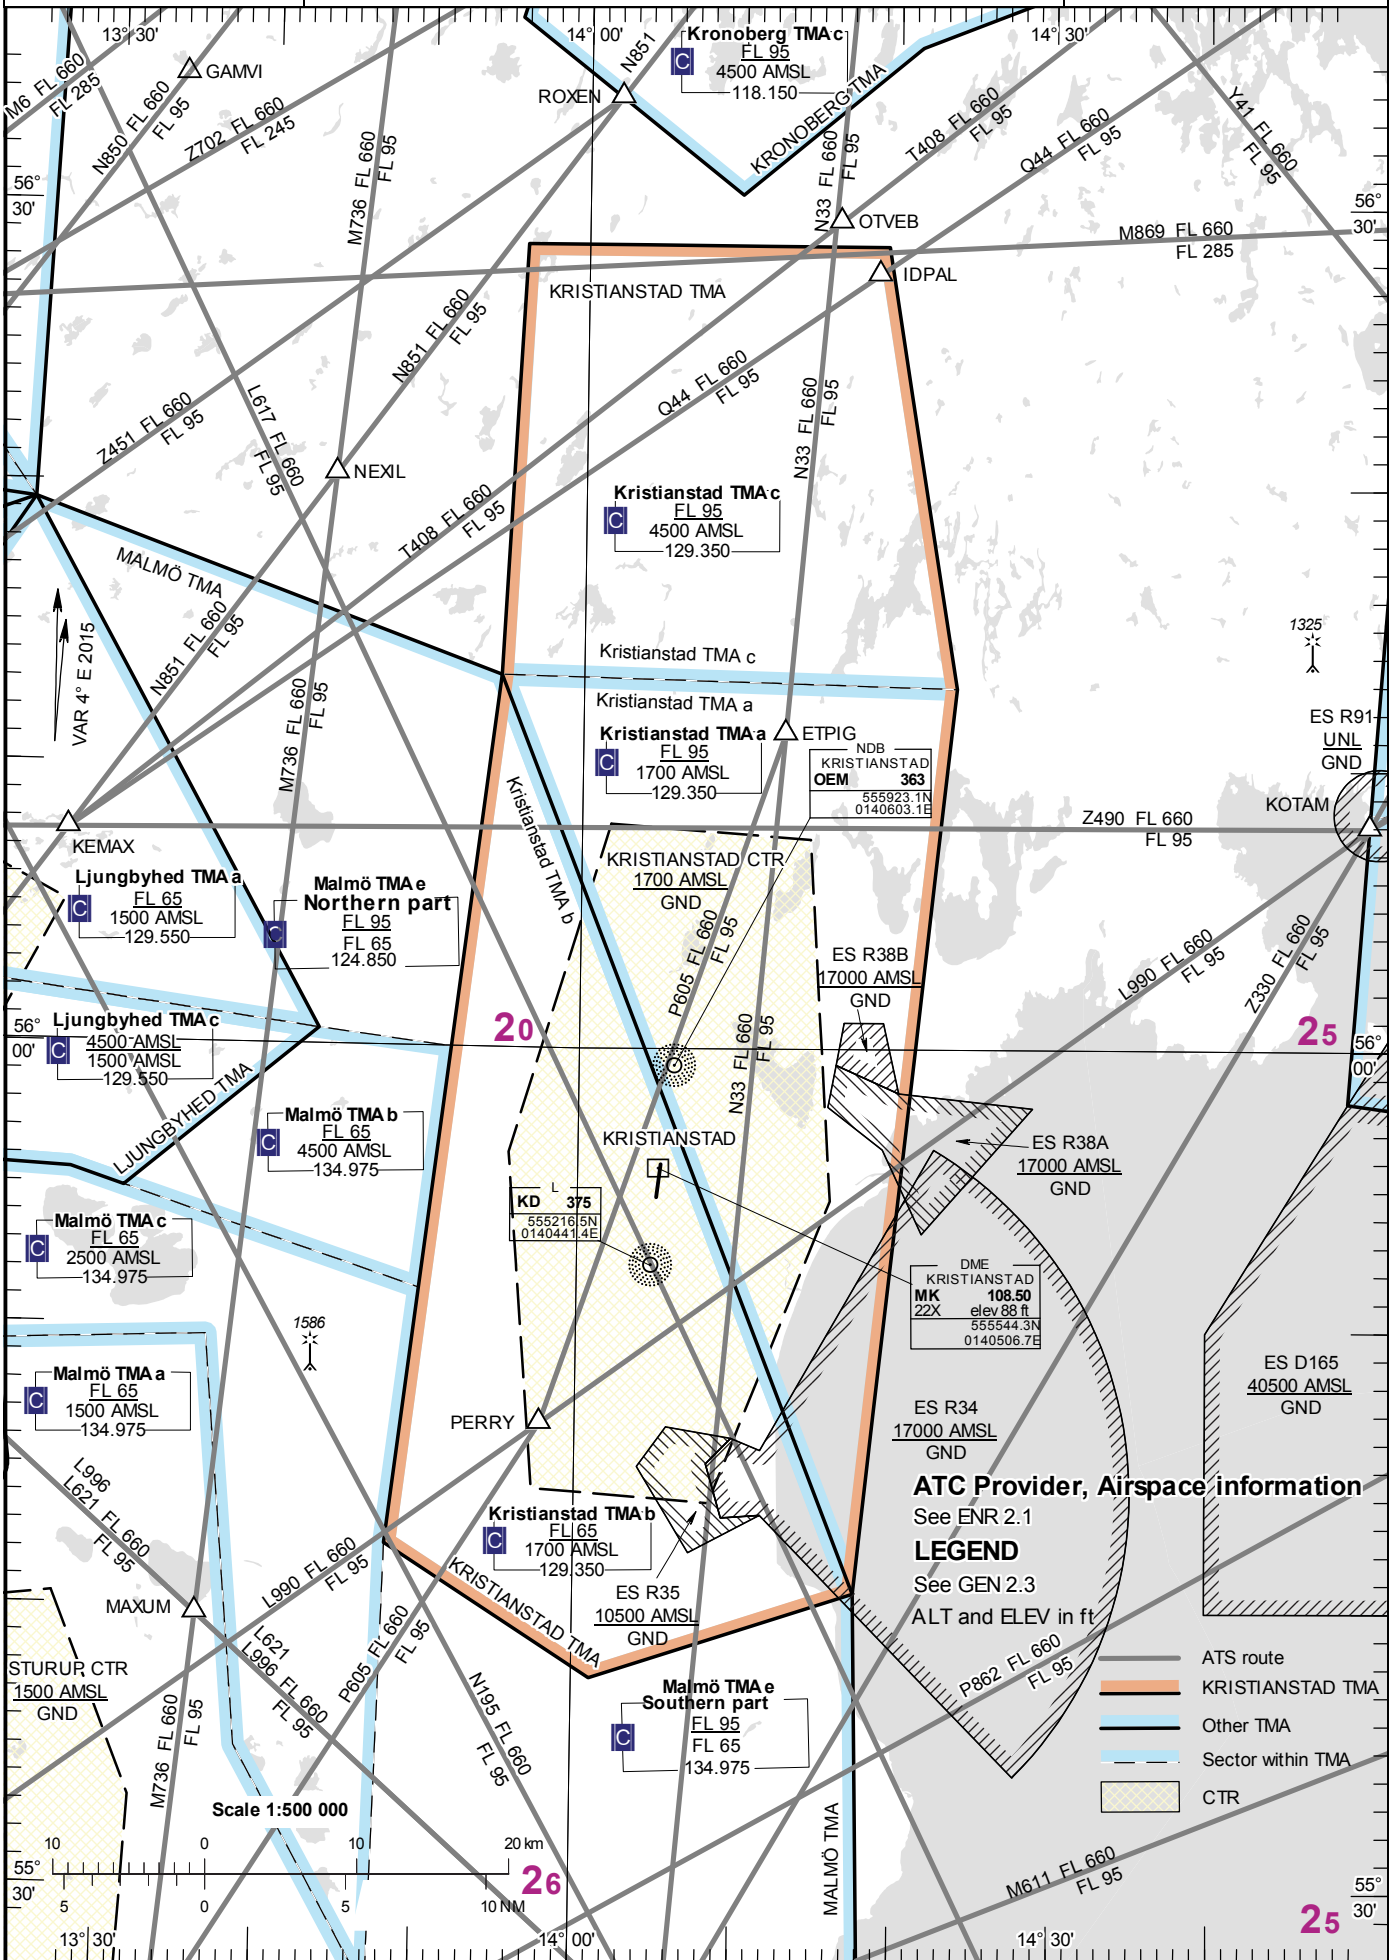 13° 30'
14° 00'
14° 30'
M6 FL 660
FL 285
GAMVI
N850 FL 660
FL 95
Z702 FL 660
FL 245
M736 FL 660
FL 95
ROXEN
N851
Kronoberg TMA c
C
FL 95
4500 AMSL
118.150
KRONOBERG TMA
N33 FL 660
FL 95
T408 FL 660
FL 95
Q44 FL 660
FL 95
Y41 FL 660
FL 95
56°
30'
56°
30'
OTVEB
M869 FL 660
FL 285
IDPAL
KRISTIANSTAD TMA
N851 FL 660
FL 95
Q44 FL 660
FL 95
N33 FL 660
FL 95
Z451 FL 660
FL 95
L617 FL 660
FL 95
NEXIL
T408 FL 660
FL 95
Kristianstad TMA c
C
FL 95
4500 AMSL
129.350
MALMÖ TMA
VAR 4° E 2015
N851 FL 660
FL 95
M736 FL 660
FL 95
1325
Kristianstad TMA c
Kristianstad TMA a
Kristianstad TMA a
C
FL 95
1700 AMSL
129.350
ETPIG
Kristianstad TMA b
NDB
KRISTIANSTAD
OEM 363
555923.1N
0140603.1E
ES R91
UNL
GND
KOTAM
Z490 FL 660
FL 95
KEMAX
Ljungbyhed TMA a
C
FL 65
1500 AMSL
129.550
Malmö TMA e
Northern part
C
FL 95
FL 65
124.850
KRISTIANSTAD CTR
1700 AMSL
GND
P605 FL 660
FL 95
ES R38B
17000 AMSL
GND
L990 FL 660
FL 95
Z330 FL 660
FL 95
Ljungbyhed TMA c
C
4500 AMSL
1500 AMSL
129.550
56°
00'
20
25
56°
00'
LJUNGBYHED TMA
N33 FL 660
FL 95
Malmö TMA b
C
FL 65
4500 AMSL
134.975
KRISTIANSTAD
ES R38A
17000 AMSL
GND
L
KD 375
555216.5N
0140441.4E
Malmö TMA c
C
FL 65
2500 AMSL
134.975
DME
KRISTIANSTAD
MK 108.50
22X elev 88 ft
555544.3N
0140506.7E
1586
Malmö TMA a
C
FL 65
1500 AMSL
134.975
ES D165
40500 AMSL
GND
PERRY
ES R34
17000 AMSL
GND
L996
L621 FL 660
FL 95
ATC Provider, Airspace information
See ENR 2.1
LEGEND
See GEN 2.3
ALT and ELEV in ft
Kristianstad TMA b
C
FL 65
1700 AMSL
129.350
KRISTIANSTAD TMA
L990 FL 660
FL 95
ES R35
10500 AMSL
GND
MAXUM
L621
L996 FL 660
FL 95
P605 FL 660
FL 95
N195 FL 660
FL 95
STURUP CTR
1500 AMSL
GND
M736 FL 660
FL 95
Malmö TMA e
Southern part
C
FL 95
FL 65
134.975
P862 FL 660
FL 95
ATS route
KRISTIANSTAD TMA
Other TMA
Sector within TMA
CTR
Scale 1:500 000
10 0 10 20 km
5 0 5 10 NM
MALMÖ TMA
M611 FL 660
FL 95
55°
30'
26
25
55°
30'
13° 30'
14° 00'
14° 30'